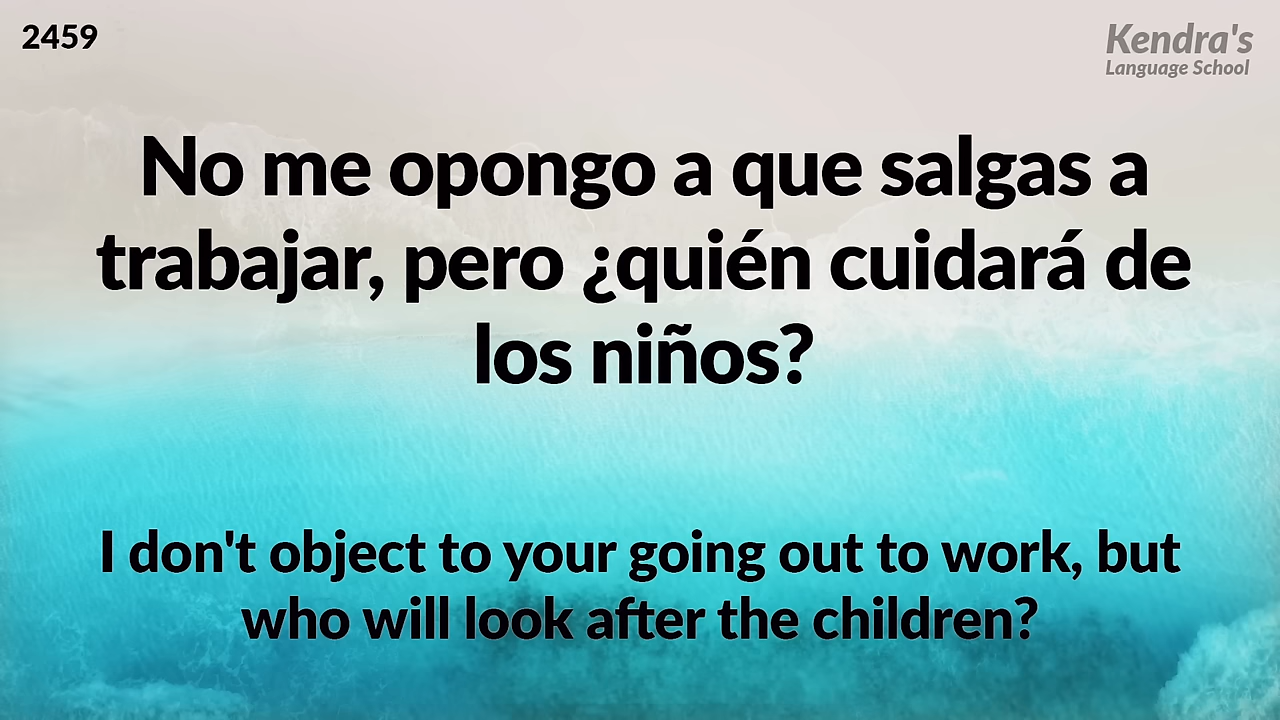 2459
Kendra's
Language School
No me opongo a que salgas a
trabajar, pero ¿quién cuidará de
los niños?
I don't object to your going out to work, but
who will look after the children?